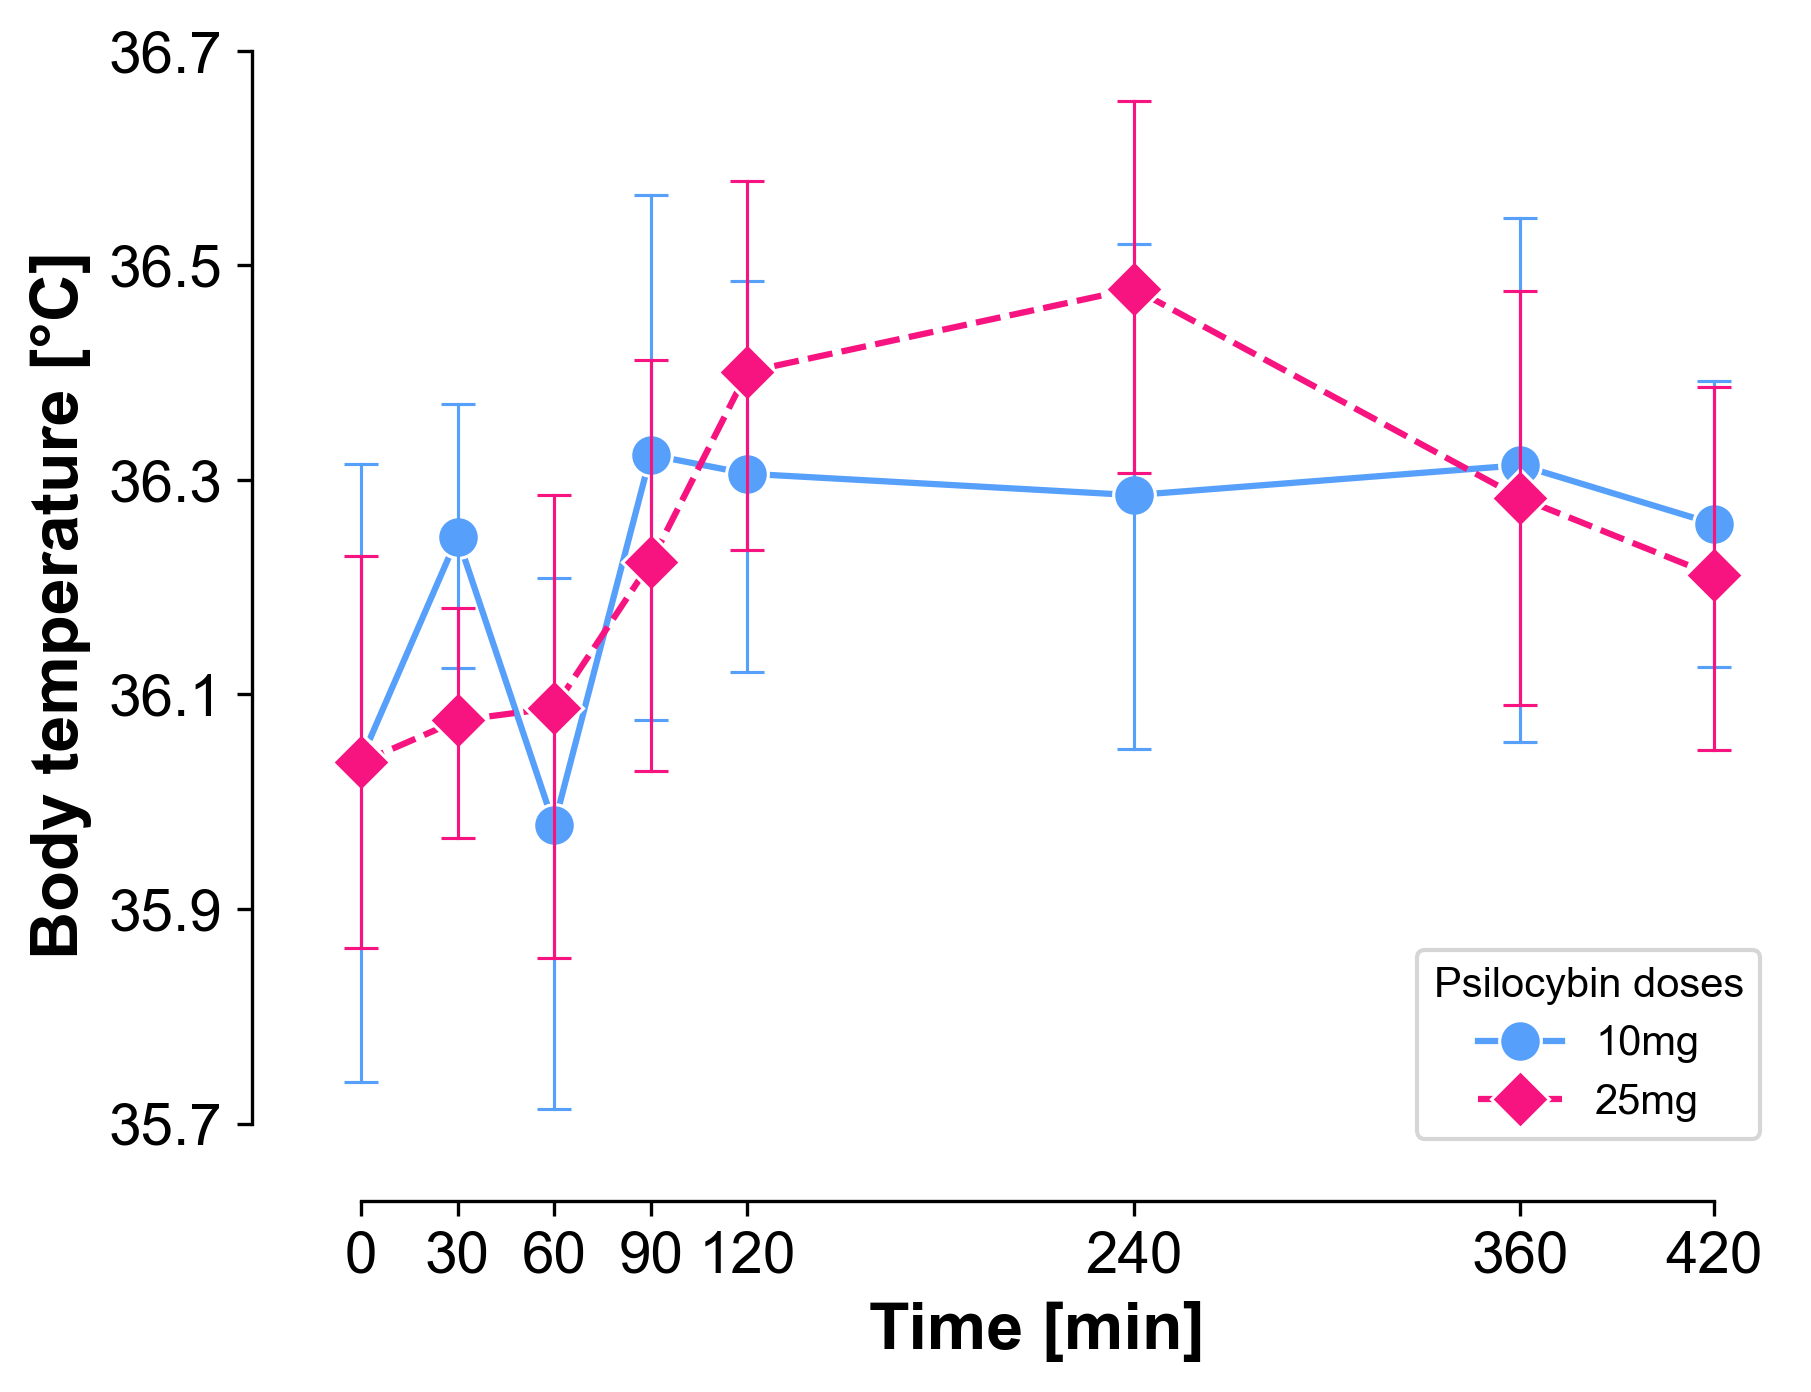 36.7
36.5
36.3
36.1
35.9
35.7
Body temperature [°C]
Psilocybin doses
10mg
25mg
0 30 60 90 120 240 360 420
Time [min]